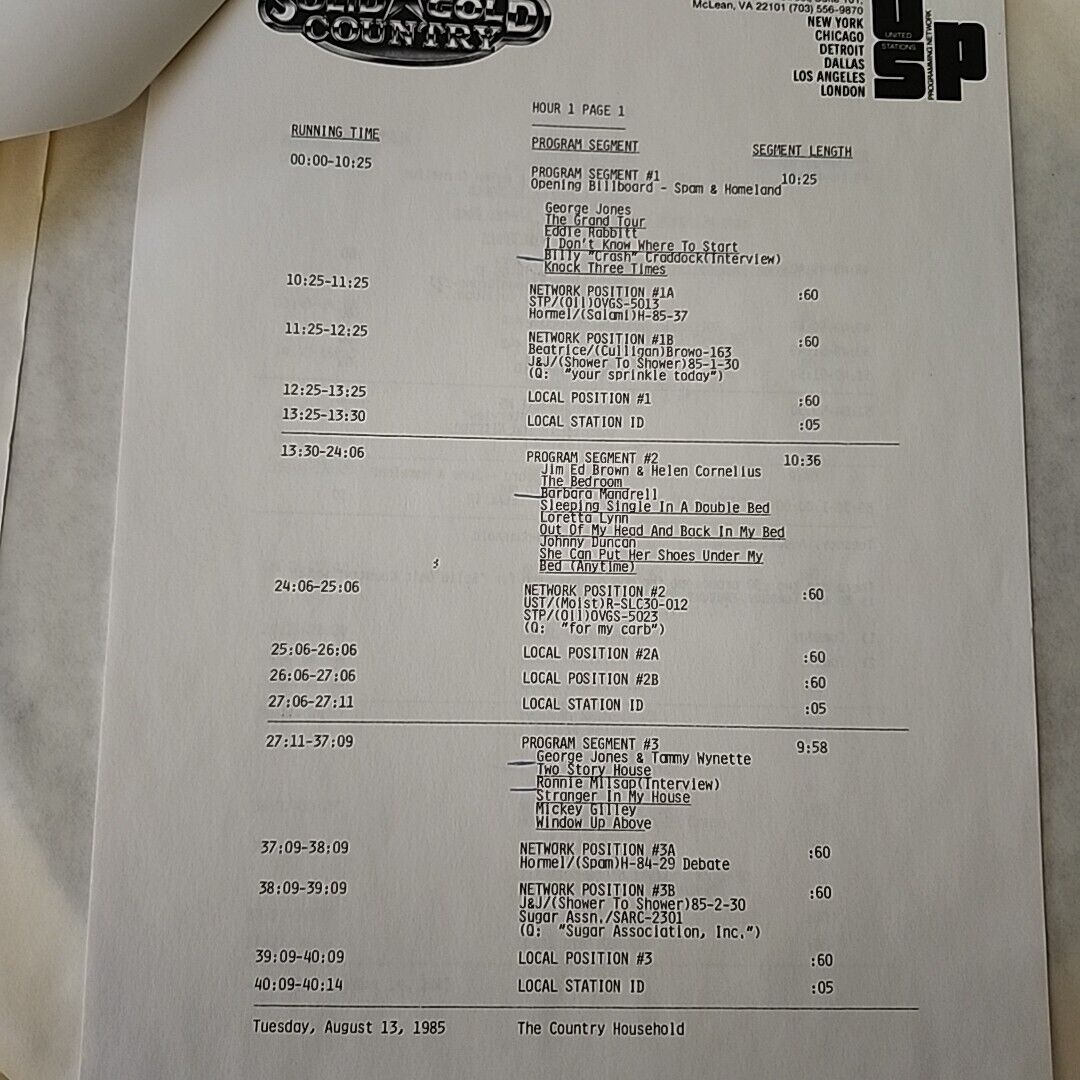 SOLID GOLD
COUNTRY
McLean, VA 22101 (703) 556-9870
NEW YORK
CHICAGO
DETROIT
DALLAS
LOS ANGELES
LONDON
U
UNITED
STATIONS
SP
PROGRAMMING NETWORK
HOUR 1 PAGE 1
RUNNING TIME PROGRAM SEGMENT SEGMENT LENGTH
00:00-10:25 PROGRAM SEGMENT #1 10:25
Opening Billboard - Spam & Homeland
George Jones
The Grand Tour
Eddie Rabbitt
I Don't Know Where To Start
Billy "Crash" Craddock(Interview)
Knock Three Times
10:25-11:25 NETWORK POSITION #1A :60
STP/(Oil)OVGS-5013
Hormel/(Salami)H-85-37
11:25-12:25 NETWORK POSITION #1B :60
Beatrice/(Culligan)Browo-163
J&J/(Shower To Shower)85-1-30
(Q: "your sprinkle today")
12:25-13:25 LOCAL POSITION #1 :60
13:25-13:30 LOCAL STATION ID :05
13:30-24:06 PROGRAM SEGMENT #2 10:36
Jim Ed Brown & Helen Cornelius
The Bedroom
Barbara Mandrell
Sleeping Single In A Double Bed
Loretta Lynn
Out Of My Head And Back In My Bed
Johnny Duncan
She Can Put Her Shoes Under My
Bed (Anytime)
24:06-25:06 NETWORK POSITION #2 :60
UST/(Moist)R-SLC30-012
STP/(Oil)OVGS-5023
(Q: "for my carb")
25:06-26:06 LOCAL POSITION #2A :60
26:06-27:06 LOCAL POSITION #2B :60
27:06-27:11 LOCAL STATION ID :05
27:11-37:09 PROGRAM SEGMENT #3 9:58
George Jones & Tammy Wynette
Two Story House
Ronnie Milsap(Interview)
Stranger In My House
Mickey Gilley
Window Up Above
37:09-38:09 NETWORK POSITION #3A :60
Hormel/(Spam)H-84-29 Debate
38:09-39:09 NETWORK POSITION #3B :60
J&J/(Shower To Shower)85-2-30
Sugar Assn./SARC-2301
(Q: "Sugar Association, Inc.")
39:09-40:09 LOCAL POSITION #3 :60
40:09-40:14 LOCAL STATION ID :05
Tuesday, August 13, 1985 The Country Household